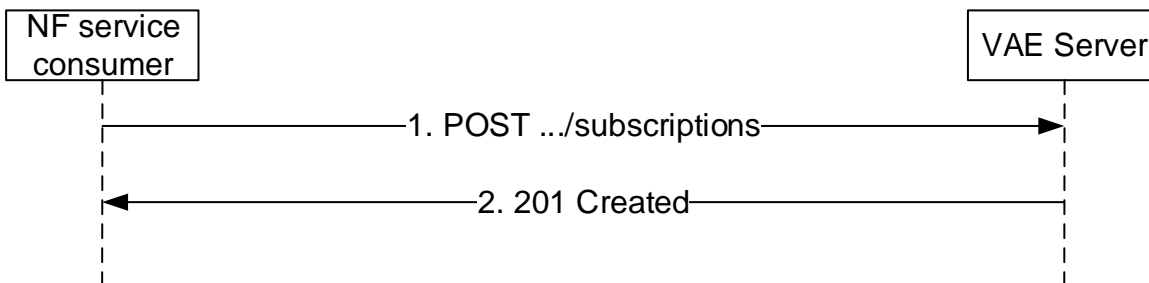 NF service
consumer
VAE Server
1. POST .../subscriptions
2. 201 Created